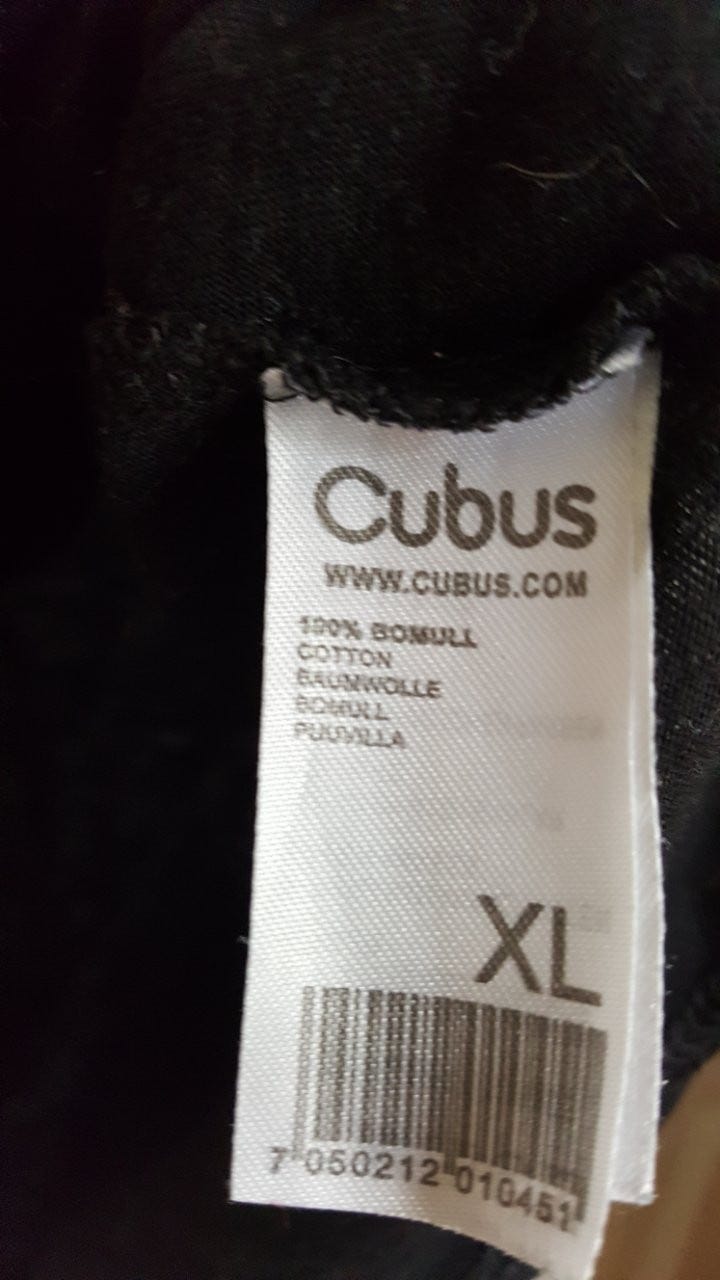 Cubus
WWW.CUBUS.COM
100% BOMULL
COTTON
BAUMWOLLE
BOMULL
PUUVILLA
XL
7 050212 010451